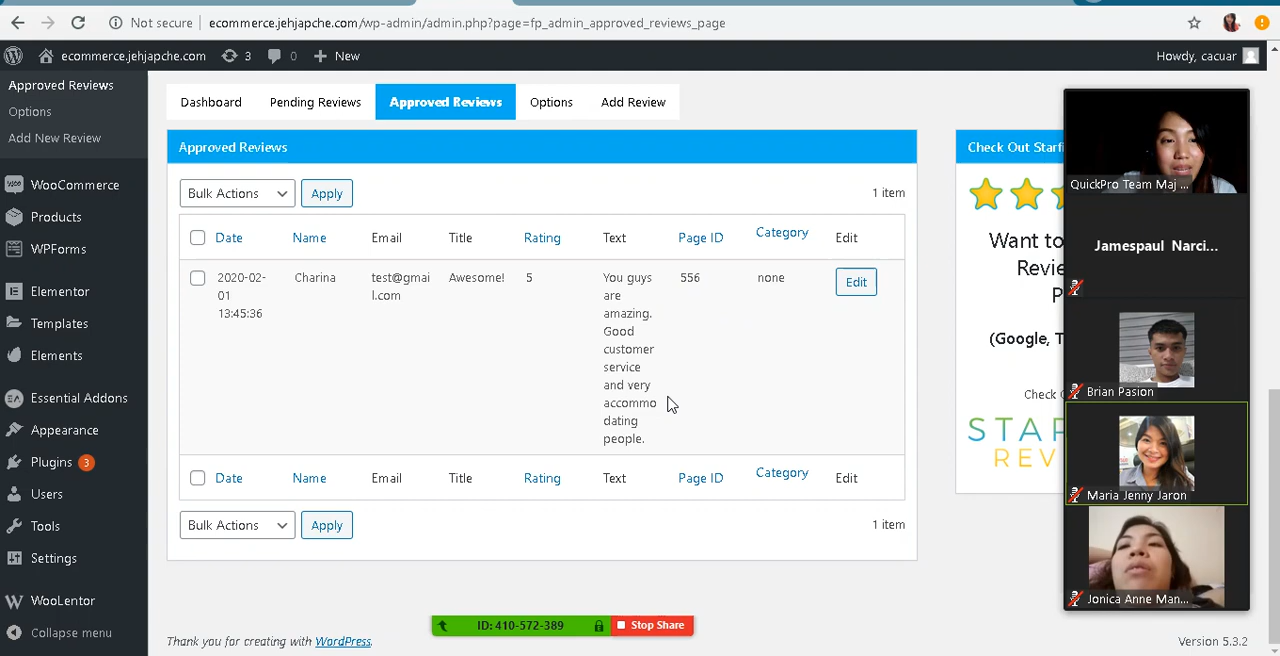 Not secure
ecommerce.jehjapche.com/wp-admin/admin.php?page=fp_admin_approved_reviews_page
ecommerce.jehjapche.com
3
0
New
Howdy, cacuar
Approved Reviews
Options
Add New Review
WooCommerce
Products
WPForms
Elementor
Templates
Elements
Essential Addons
Appearance
Plugins 3
Users
Tools
Settings
WooLentor
Collapse menu
Dashboard
Pending Reviews
Approved Reviews
Options
Add Review
Approved Reviews
Bulk Actions
Apply
1 item
Date Name Email Title Rating Text Page ID Category Edit
2020-02-
01
13:45:36
Charina
test@gmai
l.com
Awesome!
5
You guys
are
amazing.
Good
customer
service
and very
accommo
dating
people.
556
none
Edit
Date Name Email Title Rating Text Page ID Category Edit
Bulk Actions
Apply
1 item
Check Out Starfi
Want to
Revie
P
(Google, T
Check O
STAR
REV
QuickPro Team Maj ...
Jamespaul Narci...
Brian Pasion
Maria Jenny Jaron
Jonica Anne Man...
ID: 410-572-389
Stop Share
Thank you for creating with WordPress.
Version 5.3.2